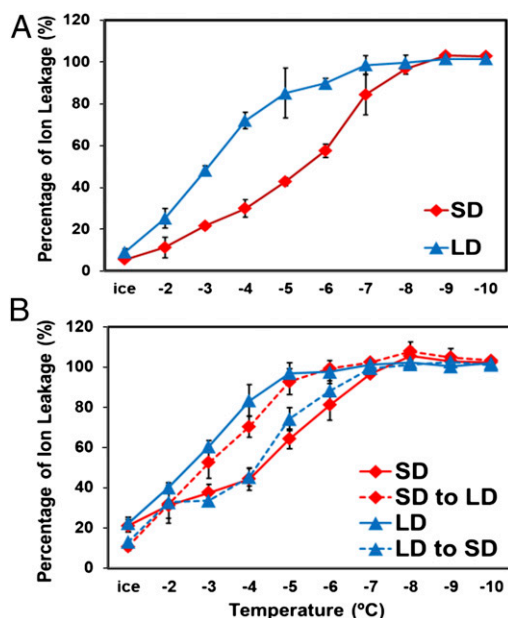 A
Percentage of Ion Leakage (%)
120
100
80
60
40
20
0
SD
LD
ice -2 -3 -4 -5 -6 -7 -8 -9 -10
B
Percentage of Ion Leakage (%)
120
100
80
60
40
20
0
SD
SD to LD
LD
LD to SD
ice -2 -3 -4 -5 -6 -7 -8 -9 -10
Temperature (ºC)